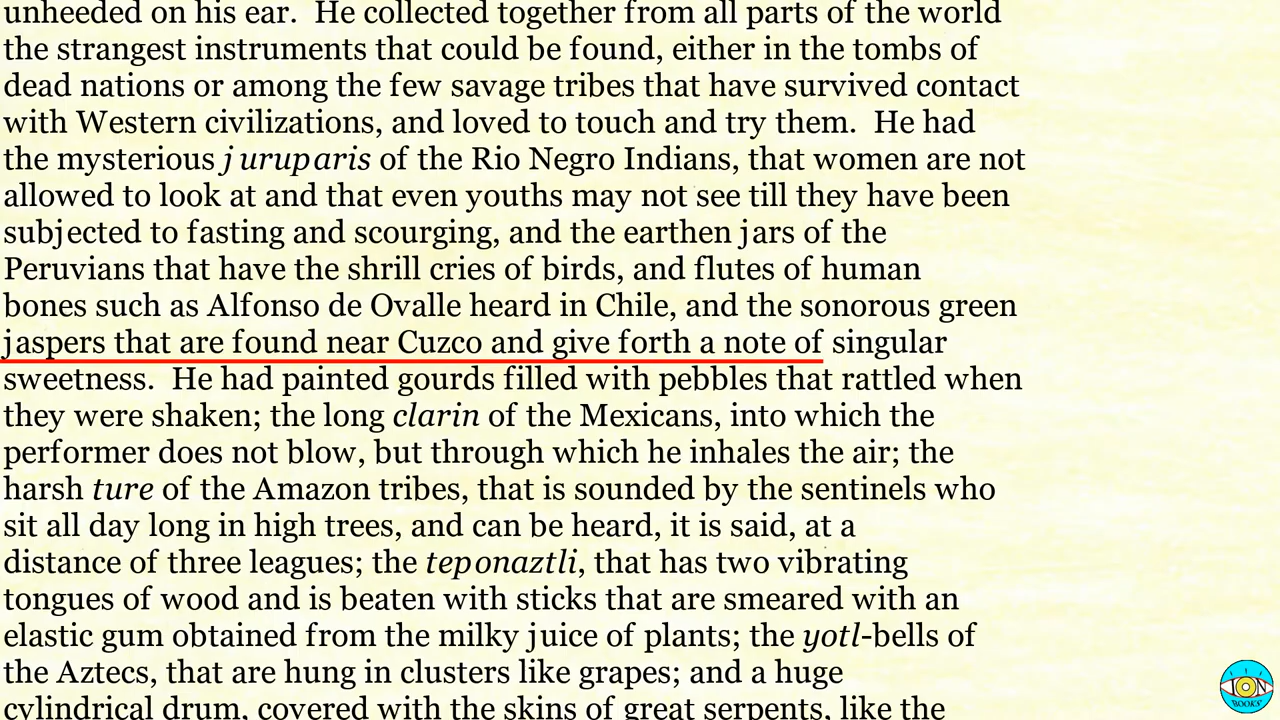 unheeded on his ear.  He collected together from all parts of the world
the strangest instruments that could be found, either in the tombs of
dead nations or among the few savage tribes that have survived contact
with Western civilizations, and loved to touch and try them.  He had
the mysterious juruparis of the Rio Negro Indians, that women are not
allowed to look at and that even youths may not see till they have been
subjected to fasting and scourging, and the earthen jars of the
Peruvians that have the shrill cries of birds, and flutes of human
bones such as Alfonso de Ovalle heard in Chile, and the sonorous green
jaspers that are found near Cuzco and give forth a note of singular
sweetness.  He had painted gourds filled with pebbles that rattled when
they were shaken; the long clarin of the Mexicans, into which the
performer does not blow, but through which he inhales the air; the
harsh ture of the Amazon tribes, that is sounded by the sentinels who
sit all day long in high trees, and can be heard, it is said, at a
distance of three leagues; the teponaztli, that has two vibrating
tongues of wood and is beaten with sticks that are smeared with an
elastic gum obtained from the milky juice of plants; the yotl-bells of
the Aztecs, that are hung in clusters like grapes; and a huge
cylindrical drum, covered with the skins of great serpents, like the
ION
BOOKS